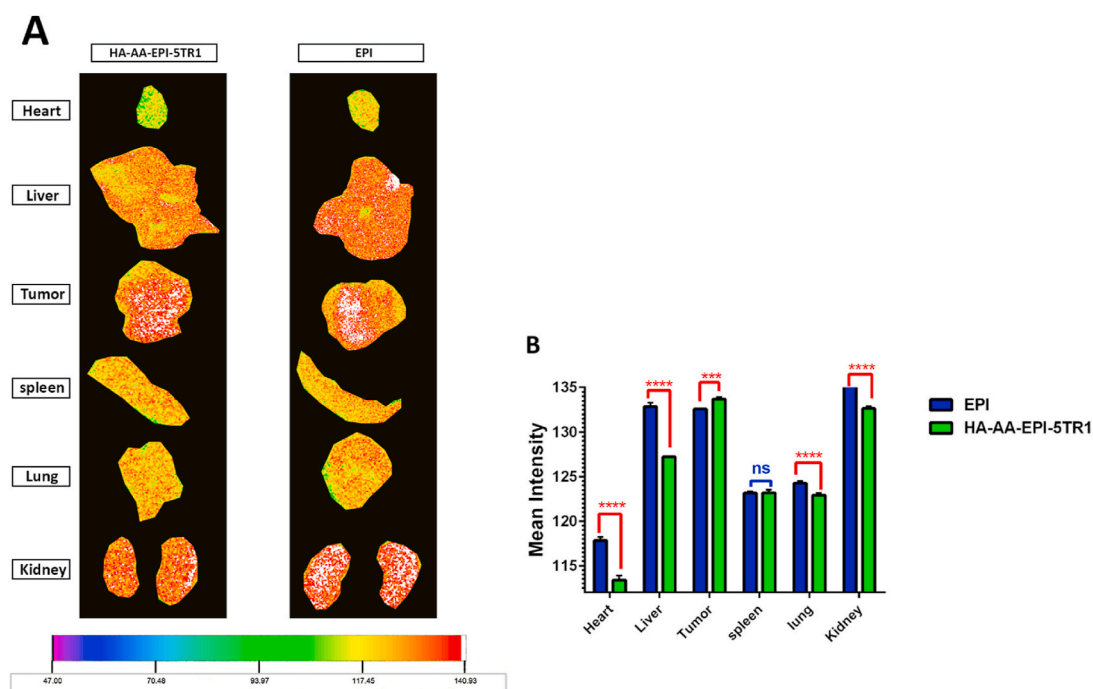 A
HA-AA-EPI-5TR1
EPI
Heart
Liver
Tumor
spleen
Lung
Kidney
47.00
70.48
93.97
117.45
140.93
B
Mean Intensity
135
130
125
120
115
****
****
***
ns
****
****
Heart
Liver
Tumor
spleen
lung
Kidney
EPI
HA-AA-EPI-5TR1